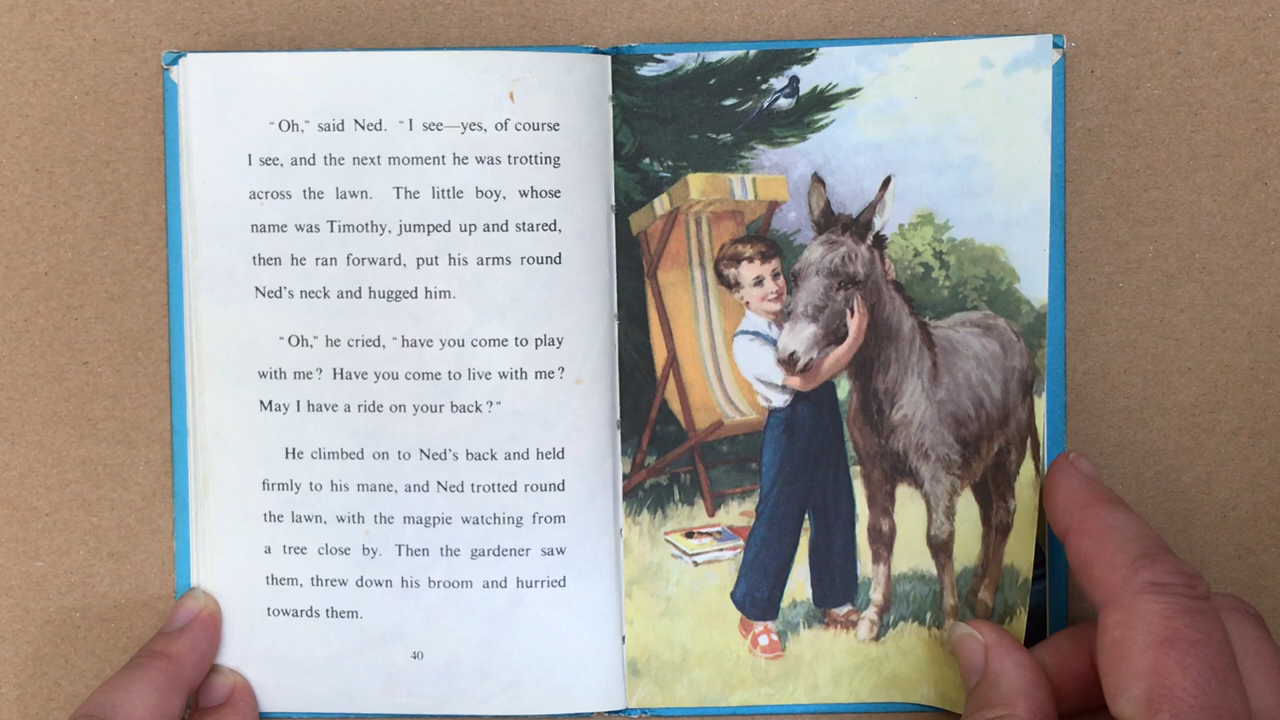 “Oh,” said Ned. “I see—yes, of course
I see, and the next moment he was trotting
across the lawn. The little boy, whose
name was Timothy, jumped up and stared,
then he ran forward, put his arms round
Ned’s neck and hugged him.
“Oh,” he cried, “have you come to play
with me? Have you come to live with me?
May I have a ride on your back?”
He climbed on to Ned’s back and held
firmly to his mane, and Ned trotted round
the lawn, with the magpie watching from
a tree close by. Then the gardener saw
them, threw down his broom and hurried
towards them.
40